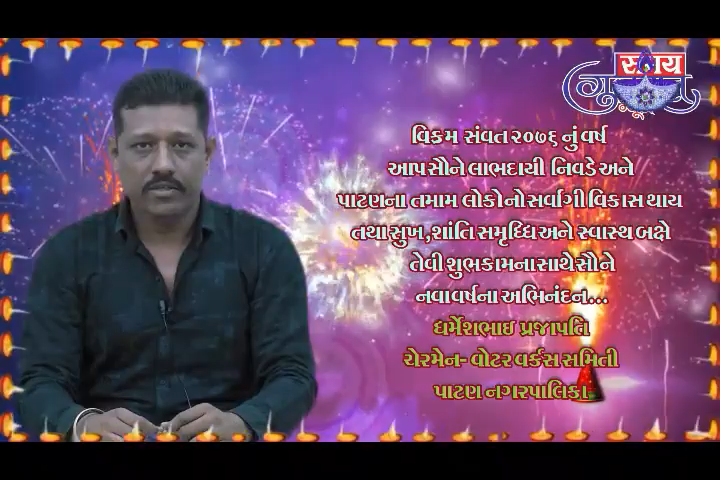 સમય
વિક્રમ સંવત ૨૦૭૬ નું વર્ષ
આપ સૌને લાભદાયી નિવડે અને
પાટણના તમામ લોકોનો સર્વાગી વિકાસ થાય
તથા સુખ,શાંતિ સમૃધ્ધિ અને સ્વાસ્થ બક્ષે
તેવી શુભકામના સાથે સૌને
નવા વર્ષના અભિનંદન...
ધર્મેશભાઇ પ્રજાપતિ
ચેરમેન- વોટર વર્કસ સમિતી
પાટણ નગરપાલિકા